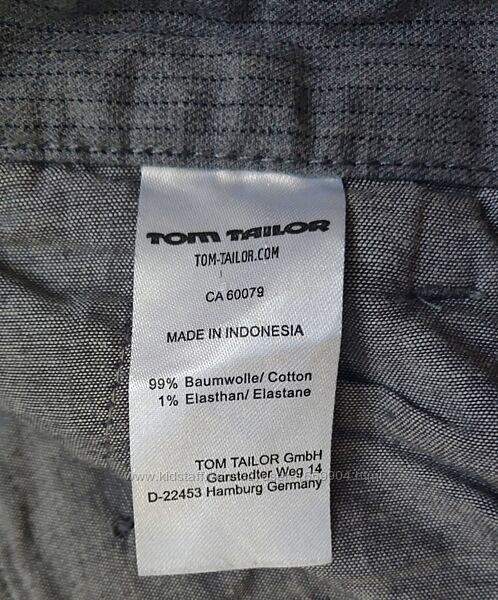 TOM TAILOR
TOM-TAILOR.COM
CA 60079
MADE IN INDONESIA
99% Baumwolle/ Cotton
1% Elasthan/ Elastane
TOM TAILOR GmbH
Garstedter Weg 14
D-22453 Hamburg Germany